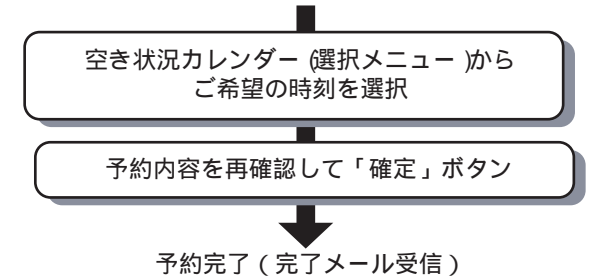 空き状況カレンダー(選択メニュー)から
ご希望の時刻を選択
予約内容を再確認して「確定」ボタン
予約完了(完了メール受信)